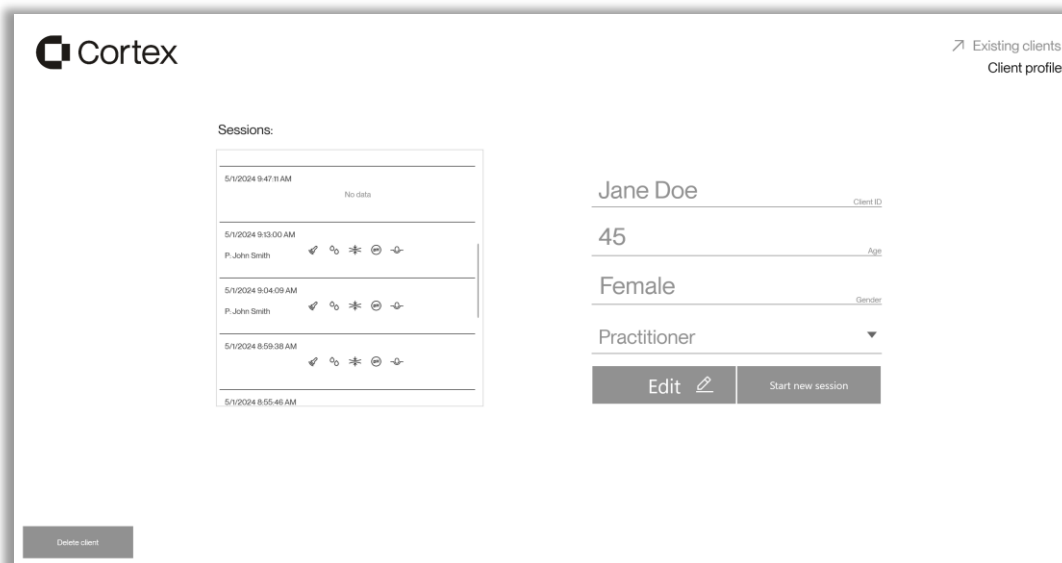 Cortex
Existing clients
Client profile
Sessions:
5/1/2024 9:47:11 AM
No data
5/1/2024 9:13:00 AM
P. John Smith
5/1/2024 9:04:09 AM
P. John Smith
5/1/2024 8:59:38 AM
5/1/2024 8:55:46 AM
Jane Doe
Client ID
45
Age
Female
Gender
Practitioner
Edit
Start new session
Delete client